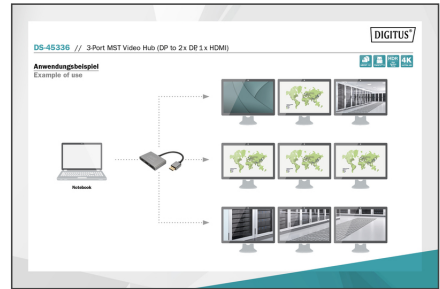 DIGITUS®
DS-45336 // 3-Port MST Video Hub (DP to 2x DP, 1x HDMI)
Anwendungsbeispiel
Example of use
HDR
4K
Notebook